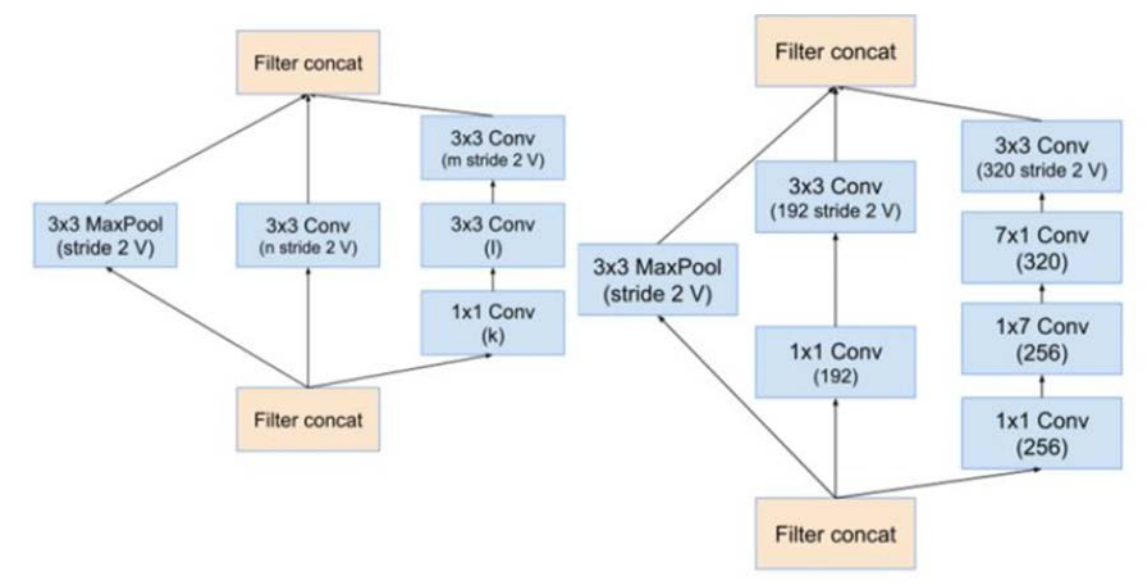 Filter concat
3x3 Conv
(m stride 2 V)
3x3 MaxPool
(stride 2 V)
3x3 Conv
(n stride 2 V)
3x3 Conv
(l)
1x1 Conv
(k)
Filter concat
Filter concat
3x3 Conv
(320 stride 2 V)
3x3 Conv
(192 stride 2 V)
7x1 Conv
(320)
3x3 MaxPool
(stride 2 V)
1x7 Conv
(256)
1x1 Conv
(192)
1x1 Conv
(256)
Filter concat